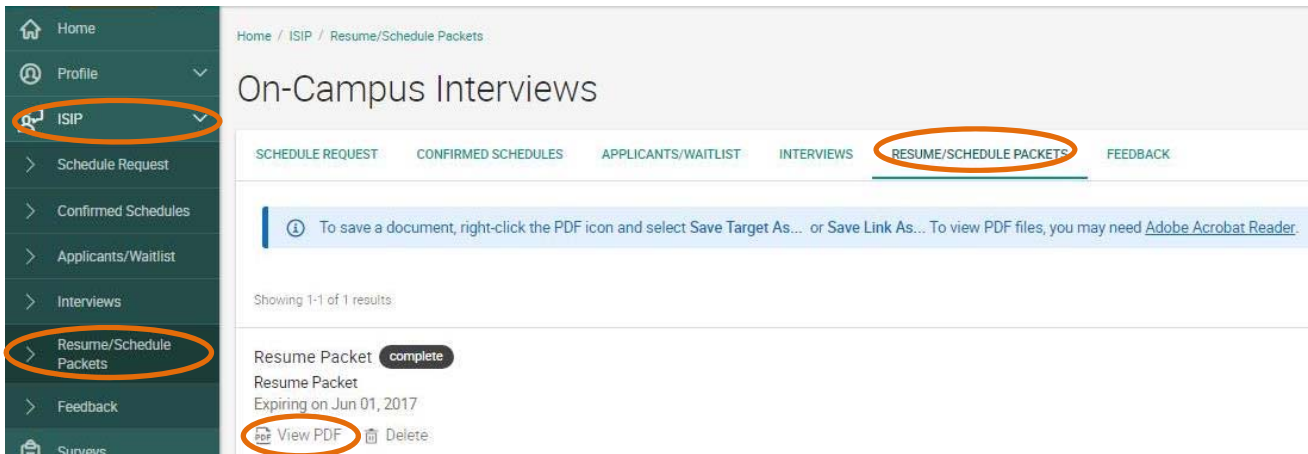 Home
Profile
ISIP
Schedule Request
Confirmed Schedules
Applicants/Waitlist
Interviews
Resume/Schedule
Packets
Feedback
Surveys
Home / ISIP / Resume/Schedule Packets
On-Campus Interviews
SCHEDULE REQUEST CONFIRMED SCHEDULES APPLICANTS/WAITLIST INTERVIEWS RESUME/SCHEDULE PACKETS FEEDBACK
To save a document, right-click the PDF icon and select Save Target As... or Save Link As... To view PDF files, you may need Adobe Acrobat Reader.
Showing 1-1 of 1 results
Resume Packet complete
Resume Packet
Expiring on Jun 01, 2017
PDF View PDF Delete